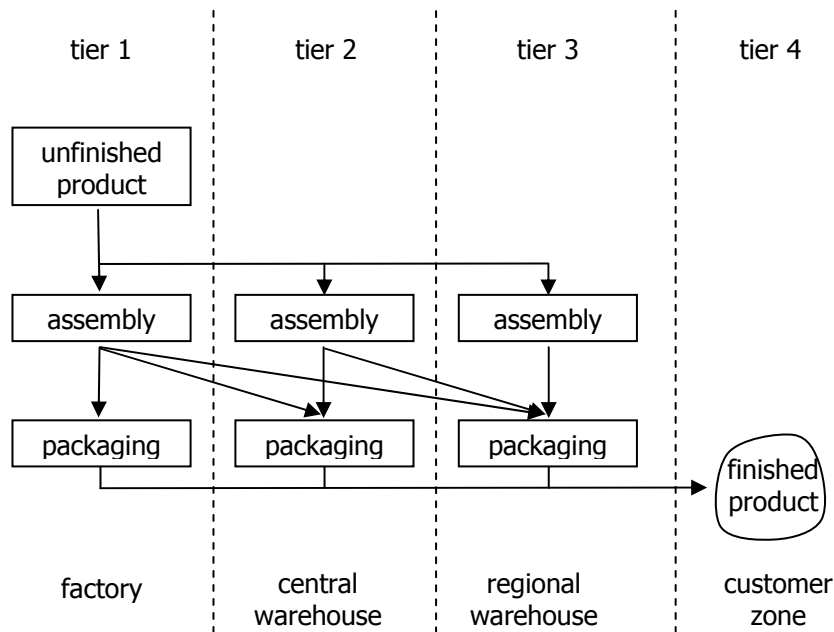 tier 1 tier 2 tier 3 tier 4
unfinished
product
assembly assembly assembly
packaging packaging packaging
finished
product
factory
central
warehouse
regional
warehouse
customer
zone